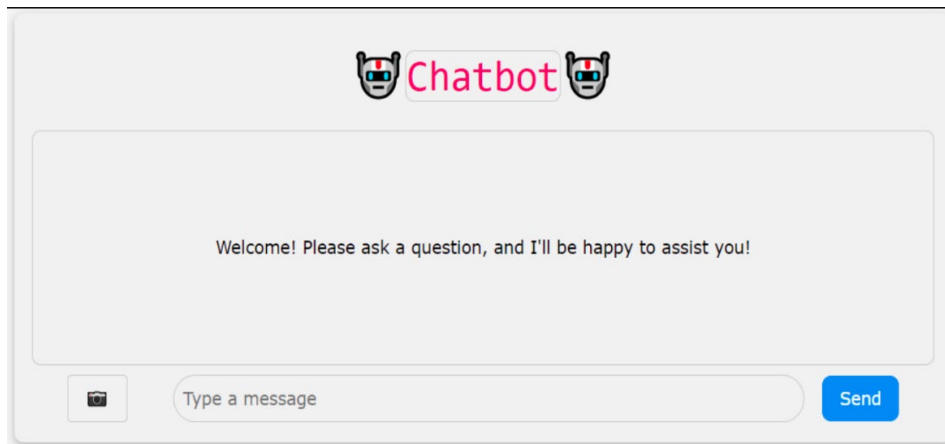 Chatbot
Welcome! Please ask a question, and I'll be happy to assist you!
Type a message
Send